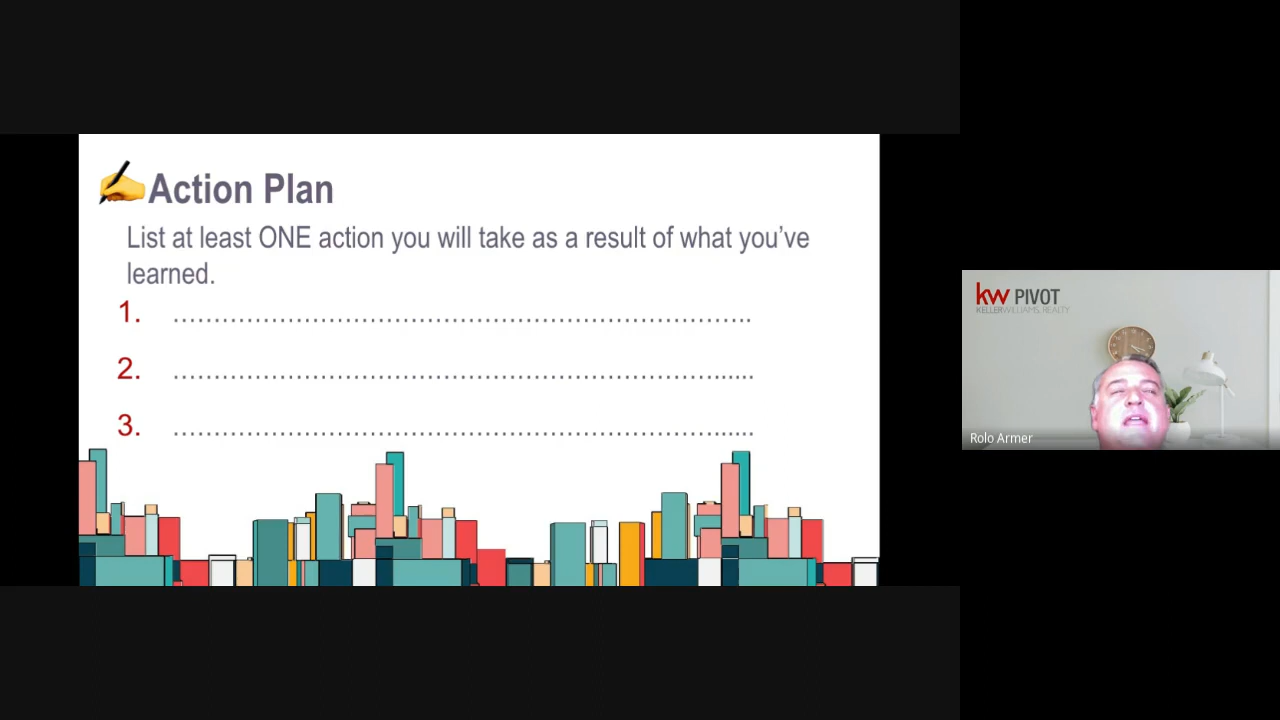 Action Plan
List at least ONE action you will take as a result of what you’ve
learned.
1. ……………………………………………………………..
2. …………………………………………………………......
3. …………………………………………………………......
kw PIVOT
KELLERWILLIAMS. REALTY
Rolo Armer